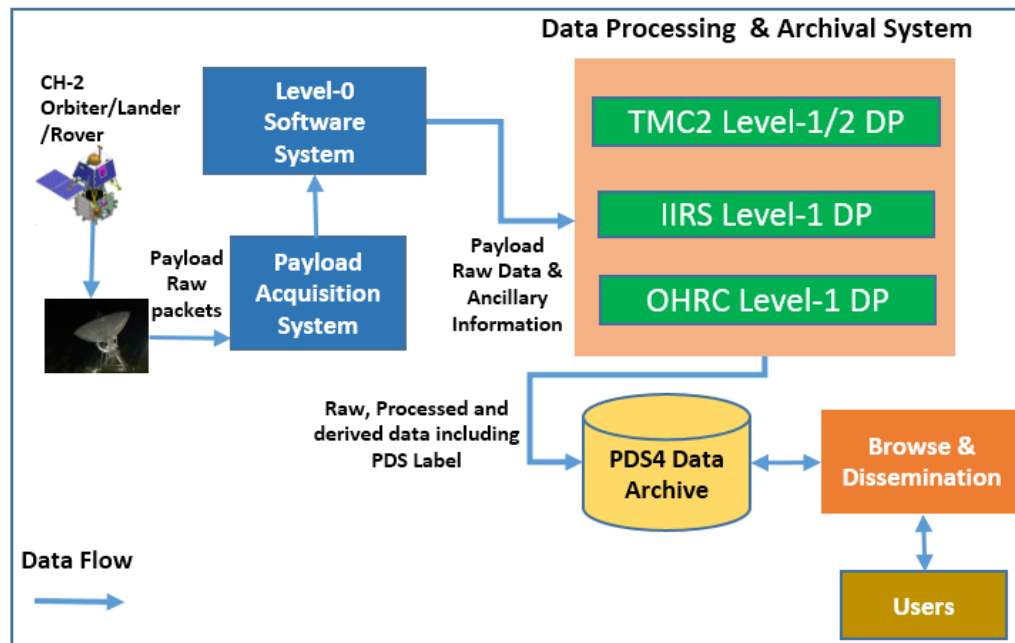 Data Processing & Archival System
CH-2
Orbiter/Lander
/Rover
Level-0
Software
System
TMC2 Level-1/2 DP
IIRS Level-1 DP
OHRC Level-1 DP
Payload
Raw
packets
Payload
Acquisition
System
Payload
Raw Data &
Ancillary
Information
Raw, Processed and
derived data including
PDS Label
PDS4 Data
Archive
Browse &
Dissemination
Users
Data Flow